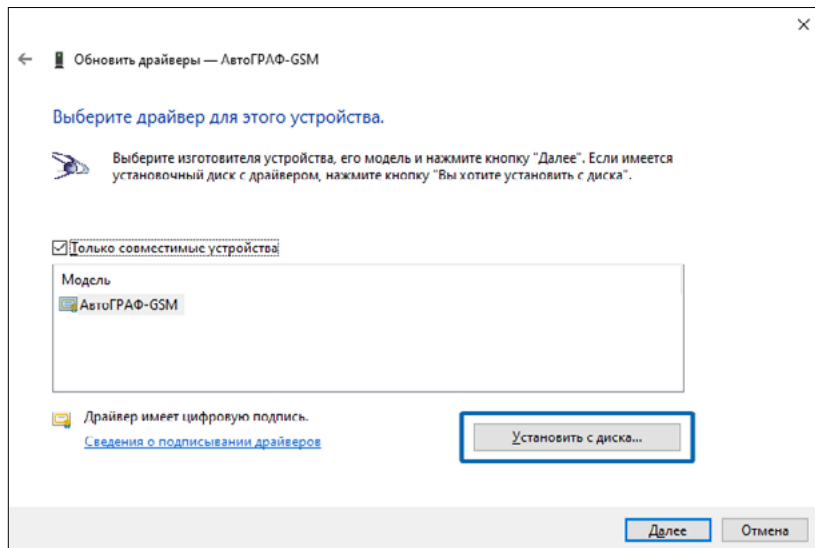 Обновить драйверы — АвтоГРАФ-GSM
Выберите драйвер для этого устройства.
Выберите изготовителя устройства, его модель и нажмите кнопку "Далее". Если имеется
установочный диск с драйвером, нажмите кнопку "Вы хотите установить с диска".
Только совместимые устройства
Модель
АвтоГРАФ-GSM
Драйвер имеет цифровую подпись.
Сведения о подписывании драйверов
Установить с диска...
Далее
Отмена